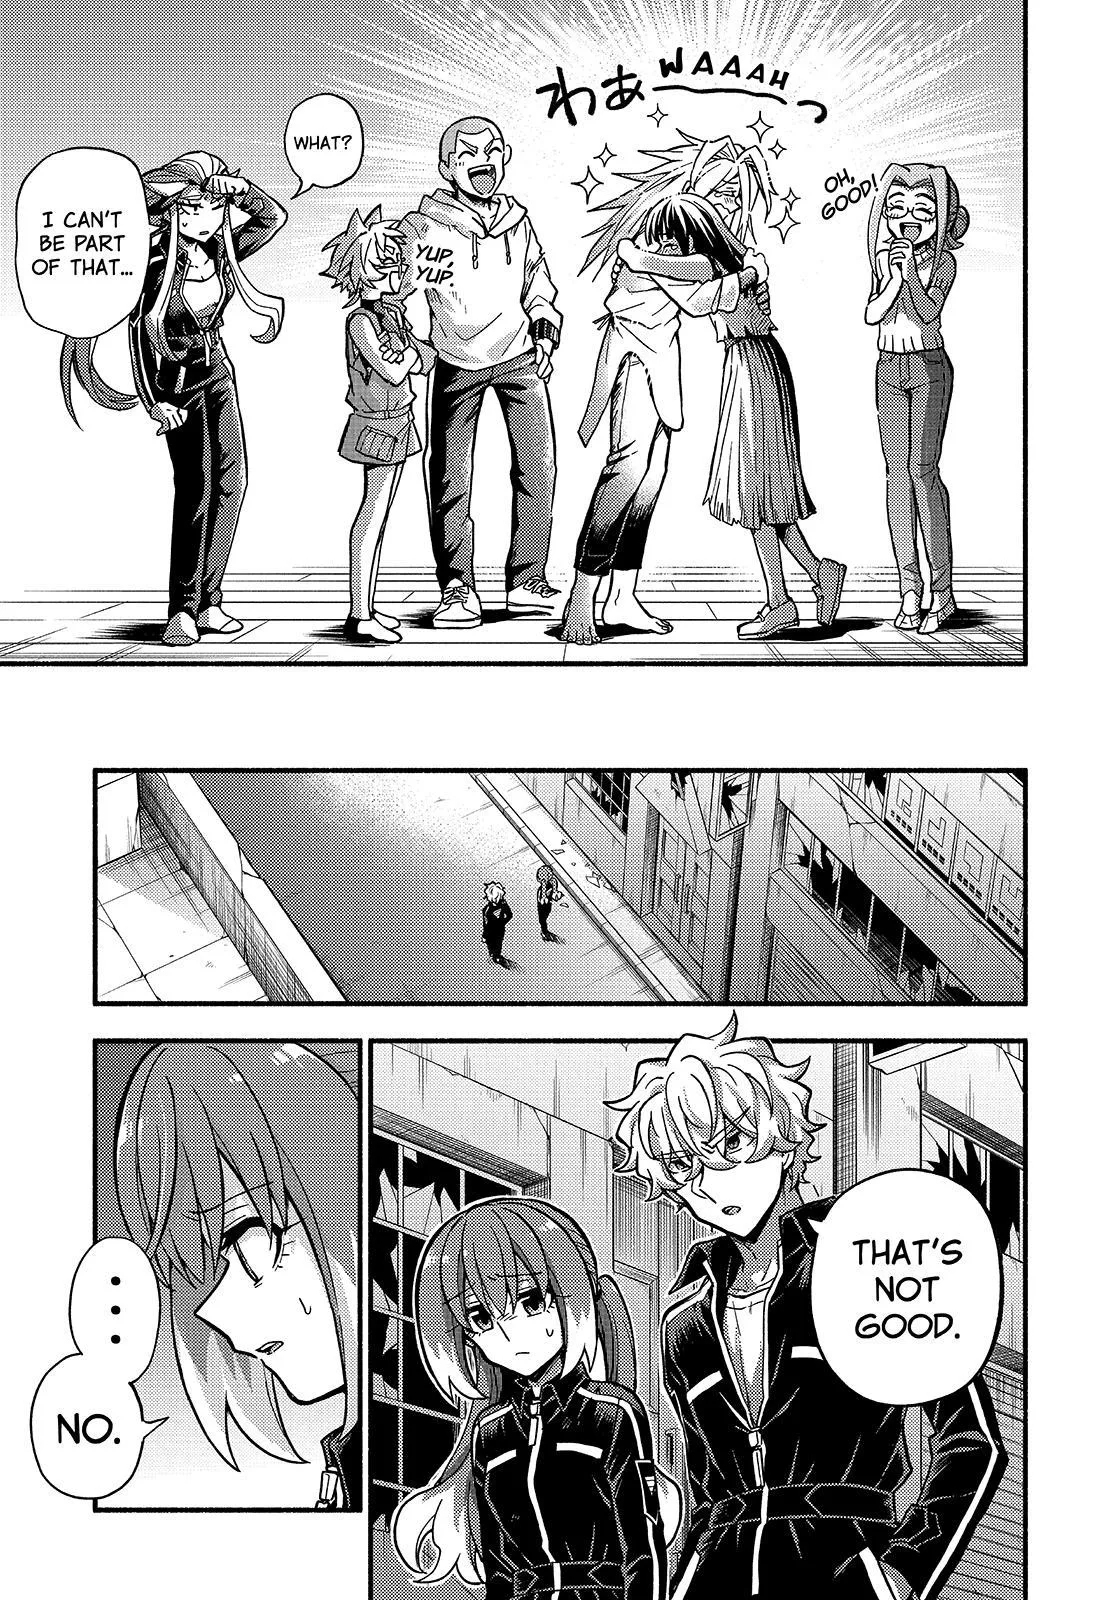 わあ
WAAAH
っ
OH,
GOOD!
YUP,
YUP.
WHAT?
I CAN'T
BE PART
OF THAT...
THAT'S
NOT
GOOD.
...
NO.